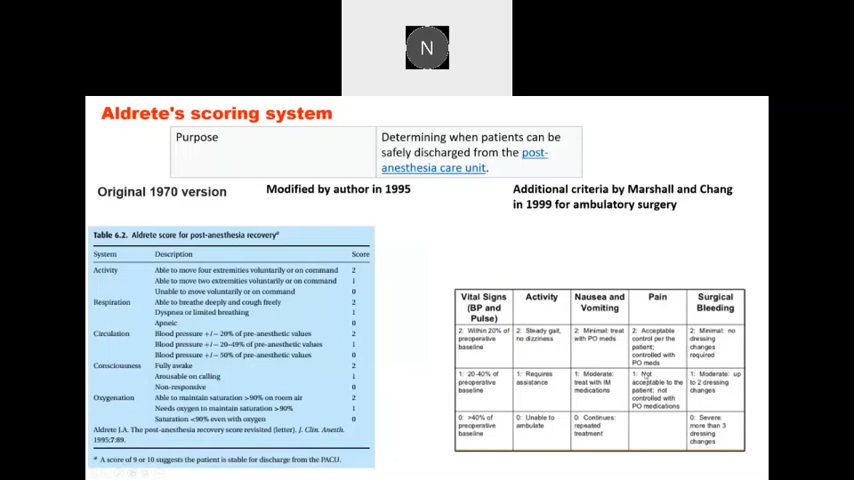 N
Aldrete's scoring system
Purpose
Determining when patients can be
safely discharged from the post-
anesthesia care unit.
Original 1970 version
Modified by author in 1995
Additional criteria by Marshall and Chang
in 1999 for ambulatory surgery
Table 6.2. Aldrete score for post-anesthesia recoveryª
System Description Score
Activity Able to move four extremities voluntarily or on command 2
Able to move two extremities voluntarily or on command 1
Unable to move voluntarily or on command 0
Respiration Able to breathe deeply and cough freely 2
Dyspnea or limited breathing 1
Apneic 0
Circulation Blood pressure +/− 20% of pre-anesthetic values 2
Blood pressure +/− 20–49% of pre-anesthetic values 1
Blood pressure +/− 50% of pre-anesthetic values 0
Consciousness Fully awake 2
Arousable on calling 1
Non-responsive 0
Oxygenation Able to maintain saturation >90% on room air 2
Needs oxygen to maintain saturation >90% 1
Saturation <90% even with oxygen 0
Aldrete J.A. The post-anesthesia recovery score revisited (letter). J. Clin. Anesth.
1995;7:89.
ª A score of 9 or 10 suggests the patient is stable for discharge from the PACU.
Vital Signs
(BP and
Pulse)
Activity
Nausea and
Vomiting
Pain
Surgical
Bleeding
2: Within 20% of
preoperative
baseline
2: Steady gait,
no dizziness
2: Minimal: treat
with PO meds
2: Acceptable
control per the
patient;
controlled with
PO meds
2: Minimal: no
dressing
changes
required
1: 20-40% of
preoperative
baseline
1: Requires
assistance
1: Moderate:
treat with IM
medications
1: Not
acceptable to the
patient; not
controlled with
PO medications
1: Moderate: up
to 2 dressing
changes
0: >40% of
preoperative
baseline
0: Unable to
ambulate
0: Continues:
repeated
treatment
0: Severe:
more than 3
dressing
changes